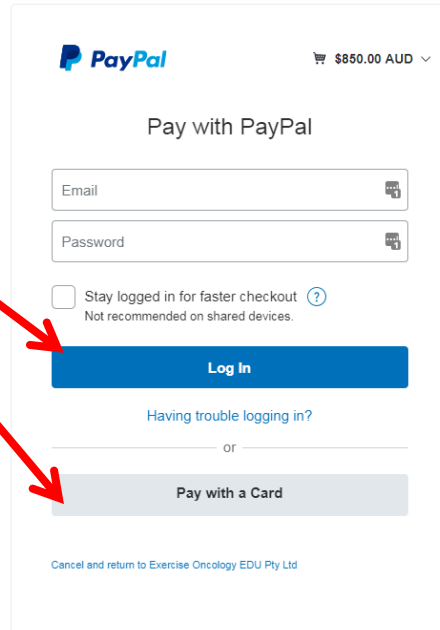 PayPal
$850.00 AUD
Pay with PayPal
Email
1
Password
1
Stay logged in for faster checkout ?
Not recommended on shared devices.
Log In
Having trouble logging in?
or
Pay with a Card
Cancel and return to Exercise Oncology EDU Pty Ltd